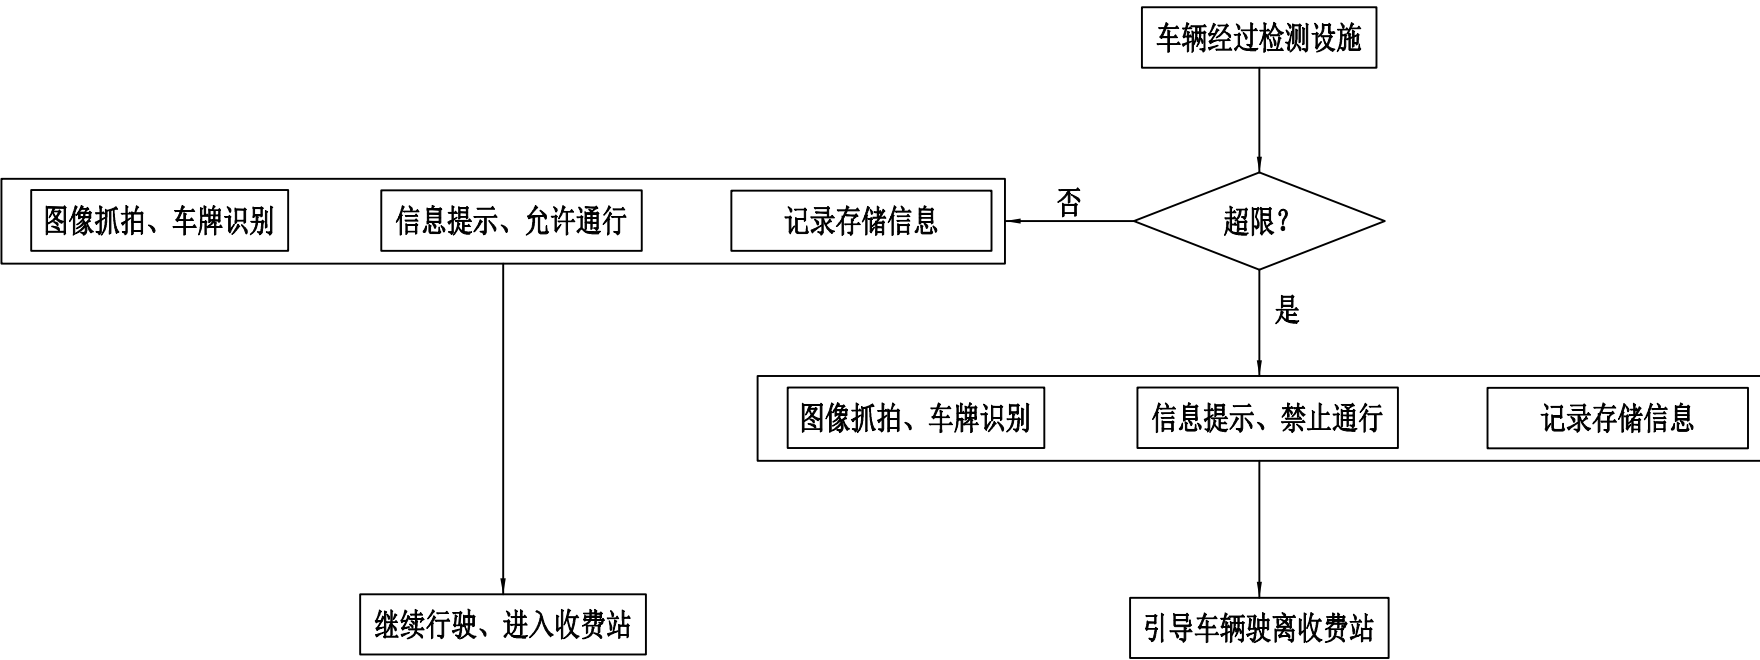 车辆经过检测设施
超限？
否
图像抓拍、车牌识别
信息提示、允许通行
记录存储信息
是
图像抓拍、车牌识别
信息提示、禁止通行
记录存储信息
继续行驶、进入收费站
引导车辆驶离收费站